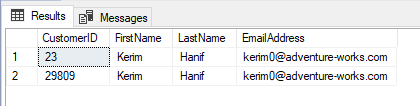 Results Messages
CustomerID FirstName LastName EmailAddress
1 23 Kerim Hanif kerim0@adventure-works.com
2 29809 Kerim Hanif kerim0@adventure-works.com